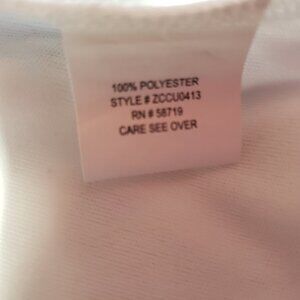 100% POLYESTER
STYLE # ZCCU0413
RN # 58719
CARE SEE OVER